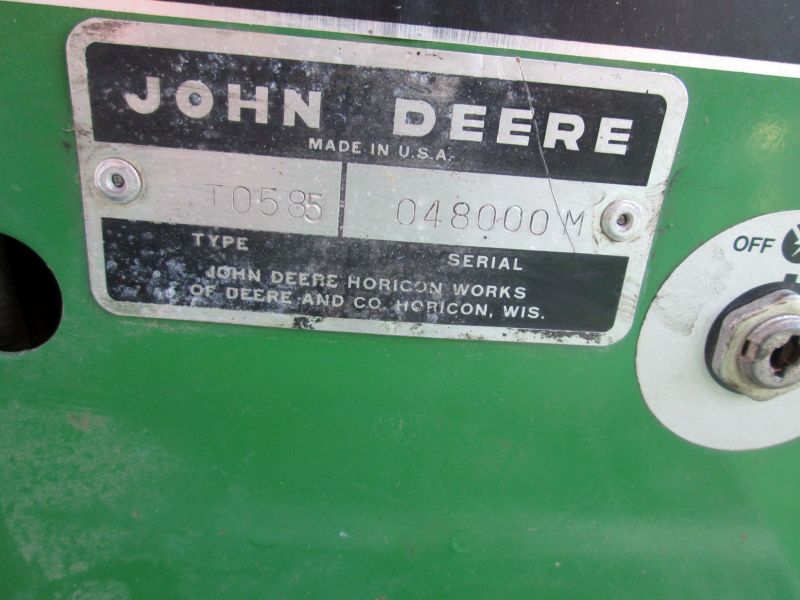 JOHN DEERE
MADE IN U.S.A.
T0585 048000M
TYPE SERIAL
JOHN DEERE HORICON WORKS
OF DEERE AND CO. HORICON, WIS.
OFF